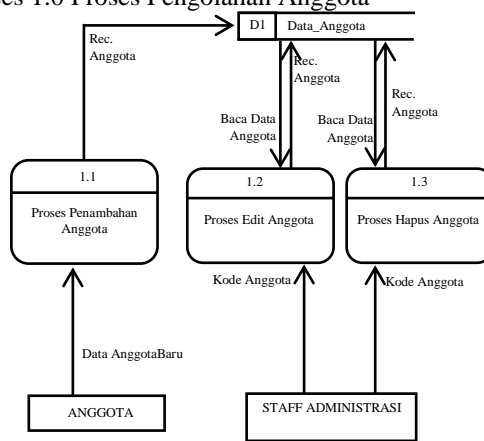 1.0 Proses Pengolahan Anggota
D1 Data_Anggota
Rec.
Anggota
Rec.
Anggota
Rec.
Anggota
Baca Data
Anggota
Baca Data
Anggota
1.1
Proses Penambahan
Anggota
1.2
Proses Edit Anggota
1.3
Proses Hapus Anggota
Kode Anggota
Kode Anggota
Data AnggotaBaru
ANGGOTA
STAFF ADMINISTRASI